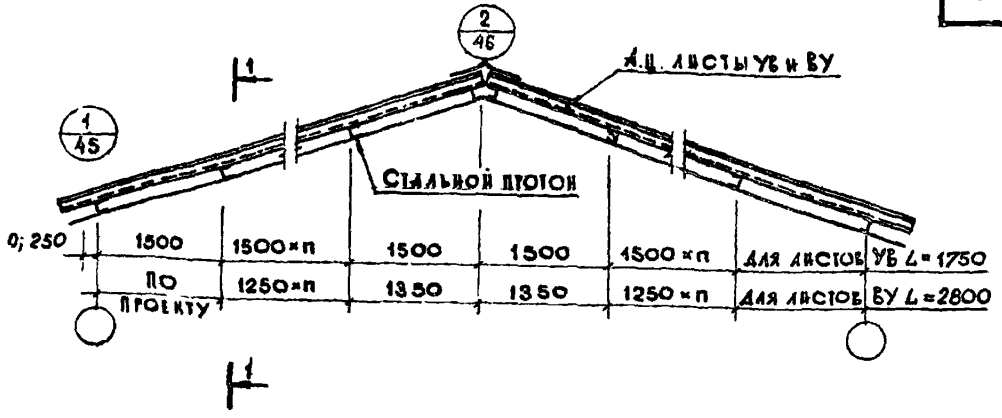 2
46
1
А.Ц. ЛИСТЫ УВ И ВУ
1
45
СТАЛЬНОЙ ПРОГОН
0; 250 1500 1500×п 1500 1500 1500×п ДЛЯ ЛИСТОВ УВ L=1750
ПО ПРОЕКТУ 1250×п 1350 1350 1250×п ДЛЯ ЛИСТОВ ВУ L=2800
1